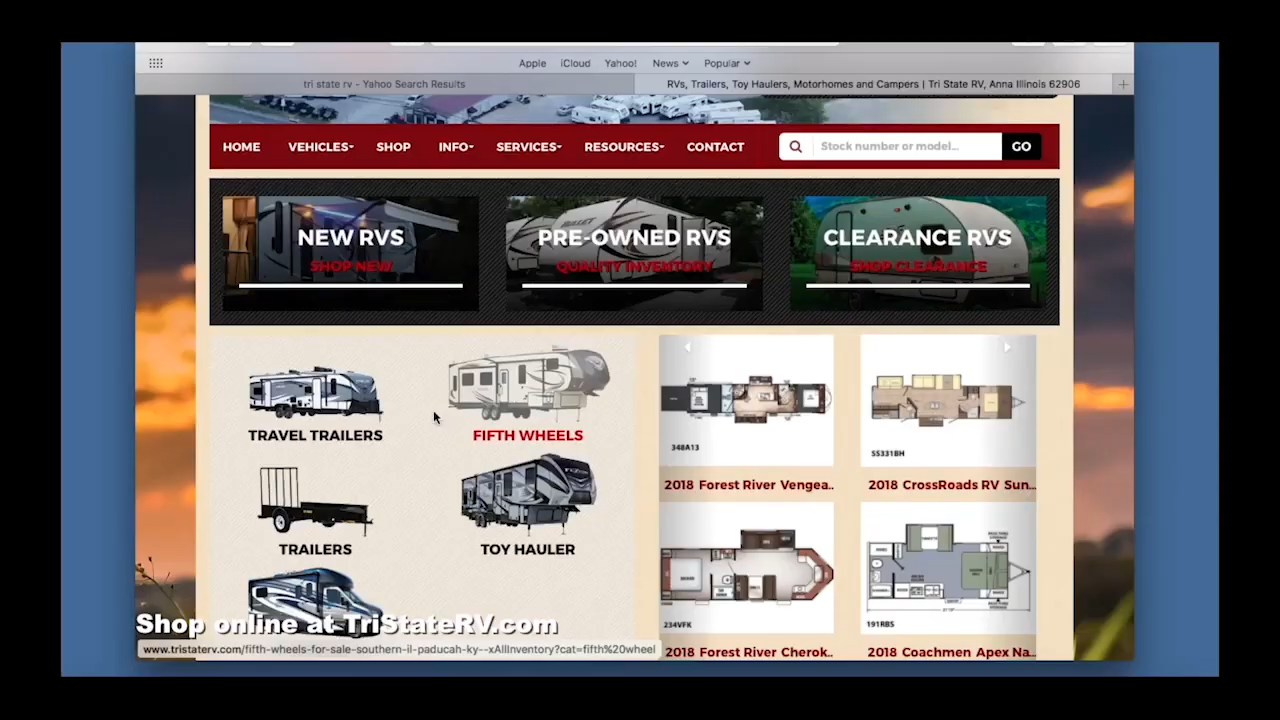 Apple iCloud Yahoo! News Popular
tri state rv - Yahoo Search Results
RVs, Trailers, Toy Haulers, Motorhomes and Campers | Tri State RV, Anna Illinois 62906
HOME VEHICLES SHOP INFO SERVICES RESOURCES CONTACT Stock number or model... GO
NEW RVS
SHOP NEW
PRE-OWNED RVS
QUALITY INVENTORY
CLEARANCE RVS
SHOP CLEARANCE
TRAVEL TRAILERS
FIFTH WHEELS
TRAILERS
TOY HAULER
348A13
SS331BH
2018 Forest River Vengea..
2018 CrossRoads RV Sun...
234VFK
191RBS
2018 Forest River Cherok..
2018 Coachmen Apex Na...
Shop online at TriStateRV.com
www.tristaterv.com/fifth-wheels-for-sale-southern-il-paducah-ky--xAllInventory?cat=fifth%20wheel